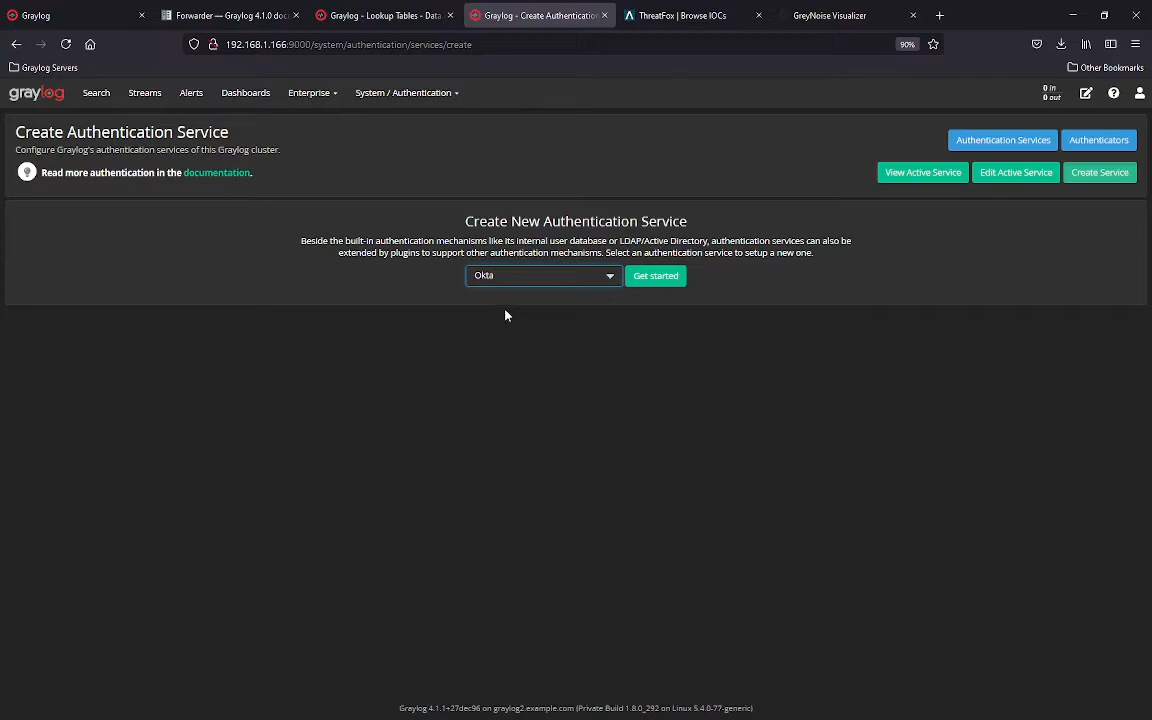 Graylog
Forwarder — Graylog 4.1.0 docu
Graylog - Lookup Tables - Data
Graylog - Create Authentication
ThreatFox | Browse IOCs
GreyNoise Visualizer
192.168.1.166:9000/system/authentication/services/create
90%
Graylog Servers
Other Bookmarks
graylog
Search
Streams
Alerts
Dashboards
Enterprise
System / Authentication
0 in
0 out
Create Authentication Service
Configure Graylog's authentication services of this Graylog cluster.
Read more authentication in the documentation.
Authentication Services
Authenticators
View Active Service
Edit Active Service
Create Service
Create New Authentication Service
Beside the built-in authentication mechanisms like its internal user database or LDAP/Active Directory, authentication services can also be
extended by plugins to support other authentication mechanisms. Select an authentication service to setup a new one.
Okta
Get started
Graylog 4.1.1+27dec96 on graylog2.example.com (Private Build 1.8.0_292 on Linux 5.4.0-77-generic)